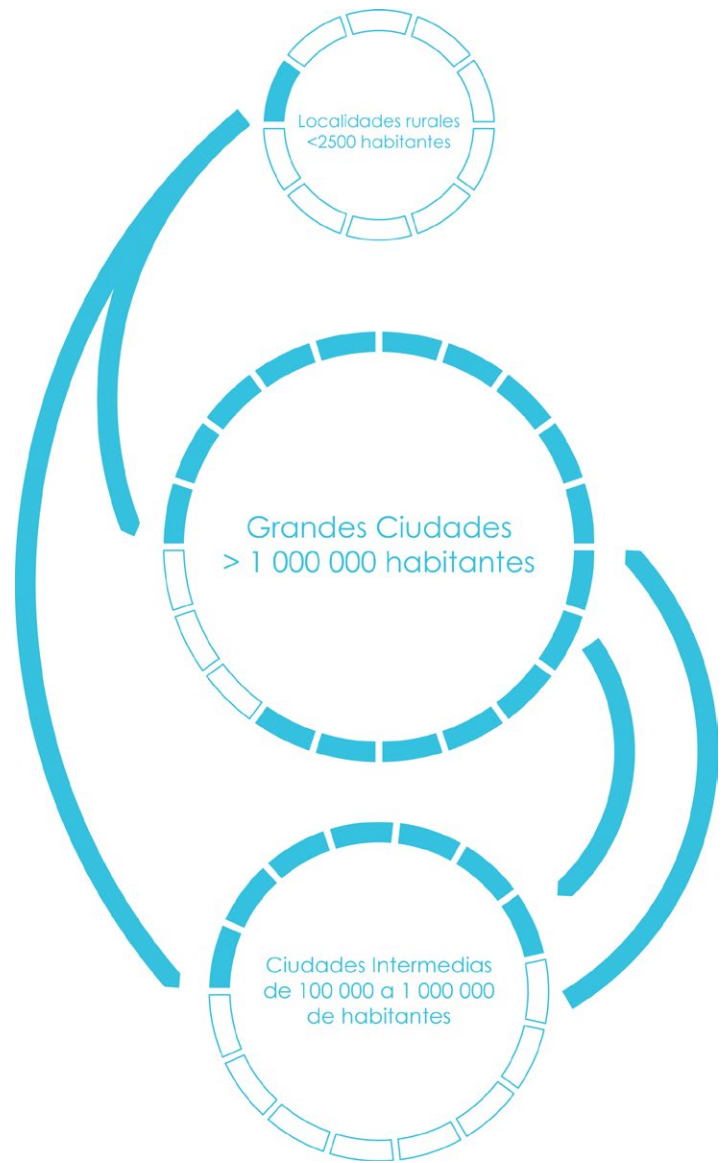 Localidades rurales
<2500 habitantes
Grandes Ciudades
> 1 000 000 habitantes
Ciudades Intermedias
de 100 000 a 1 000 000
de habitantes